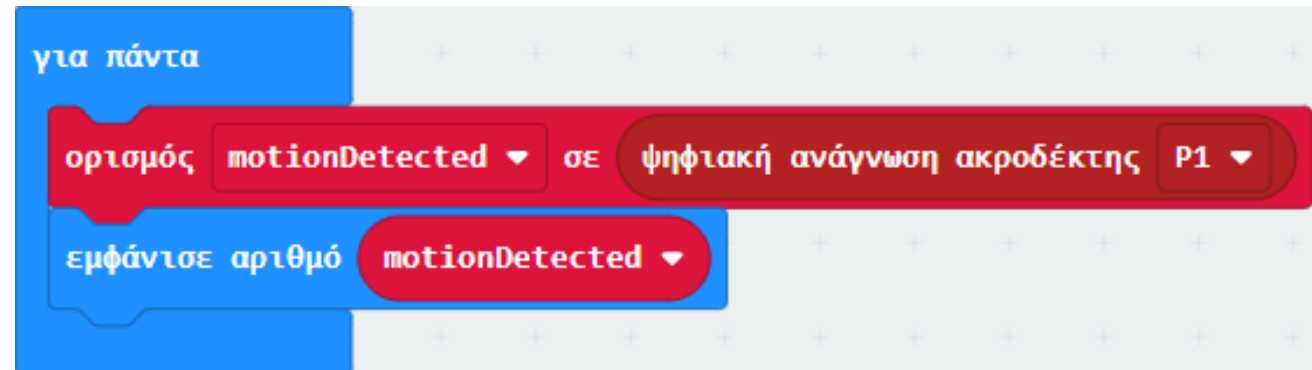 για πάντα
ορισμός motionDetected σε ψηφιακή ανάγνωση ακροδέκτης P1
εμφάνισε αριθμό motionDetected